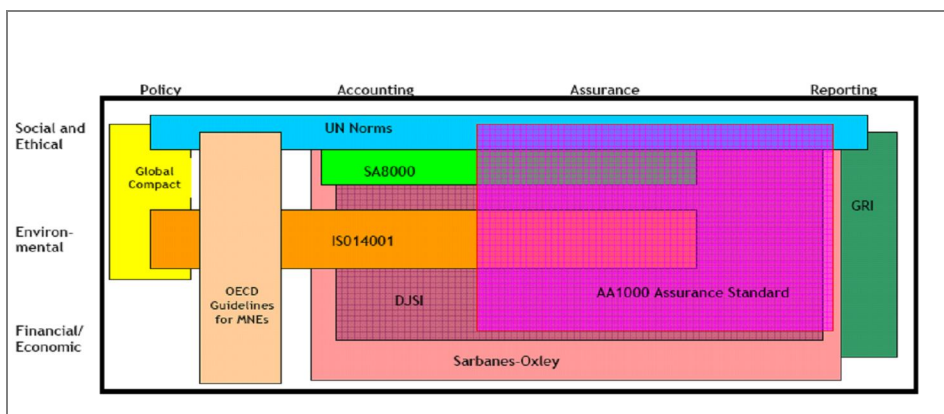 Policy Accounting Assurance Reporting
Social and
Ethical
UN Norms
Global
Compact
SA8000
GRI
Environ-
mental
IS014001
OECD
Guidelines
for MNEs
DJSI
AA1000 Assurance Standard
Financial/
Economic
Sarbanes-Oxley